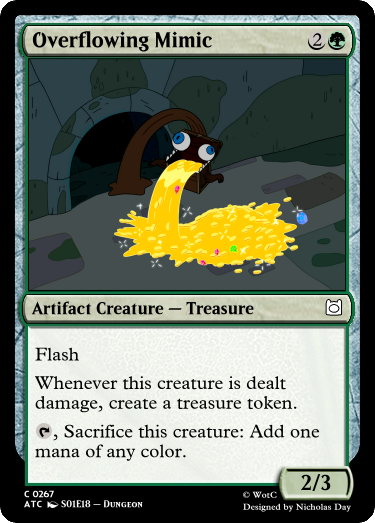 Overflowing Mimic 2
Artifact Creature — Treasure
Flash
Whenever this creature is dealt
damage, create a treasure token.
, Sacrifice this creature: Add one
mana of any color.
2/3
C 0267
ATC S01E18 – Dungeon
© WotC
Designed by Nicholas Day